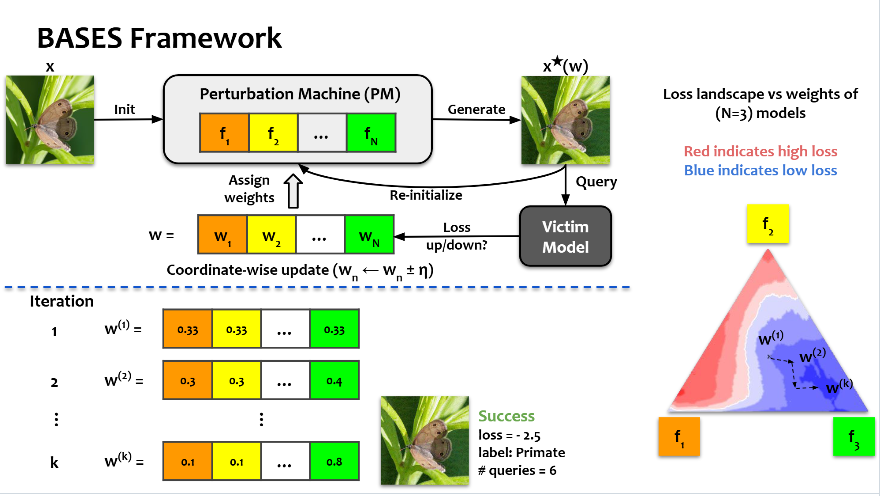 BASES Framework
x
Init
Perturbation Machine (PM)
f1 f2 ... fN
Generate
x★(w)
Assign
weights
Re-initialize
Query
w = w1 w2 ... wN
Loss
up/down?
Victim
Model
Coordinate-wise update (wn ← wn ± η)
Iteration
1 w(1) = 0.33 0.33 ... 0.33
2 w(2) = 0.3 0.3 ... 0.4
⋮ ⋮
k w(k) = 0.1 0.1 ... 0.8
Success
loss = - 2.5
label: Primate
# queries = 6
Loss landscape vs weights of
(N=3) models
Red indicates high loss
Blue indicates low loss
f2
w(1)
w(2)
w(k)
f1
f3